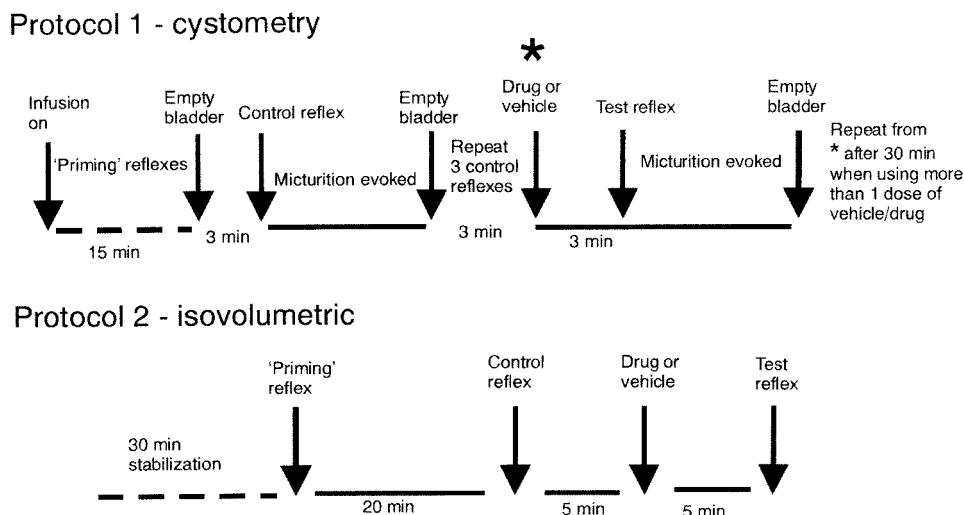 Protocol 1 - cystometry
*
Infusion
on
'Priming' reflexes
Empty
bladder
Control reflex
Micturition evoked
Empty
bladder
Repeat
3 control
reflexes
Drug or
vehicle
Test reflex
Micturition evoked
Empty
bladder
Repeat from
* after 30 min
when using more
than 1 dose of
vehicle/drug
15 min
3 min
3 min
3 min
Protocol 2 - isovolumetric
30 min
stabilization
'Priming'
reflex
Control
reflex
Drug or
vehicle
Test
reflex
20 min
5 min
5 min